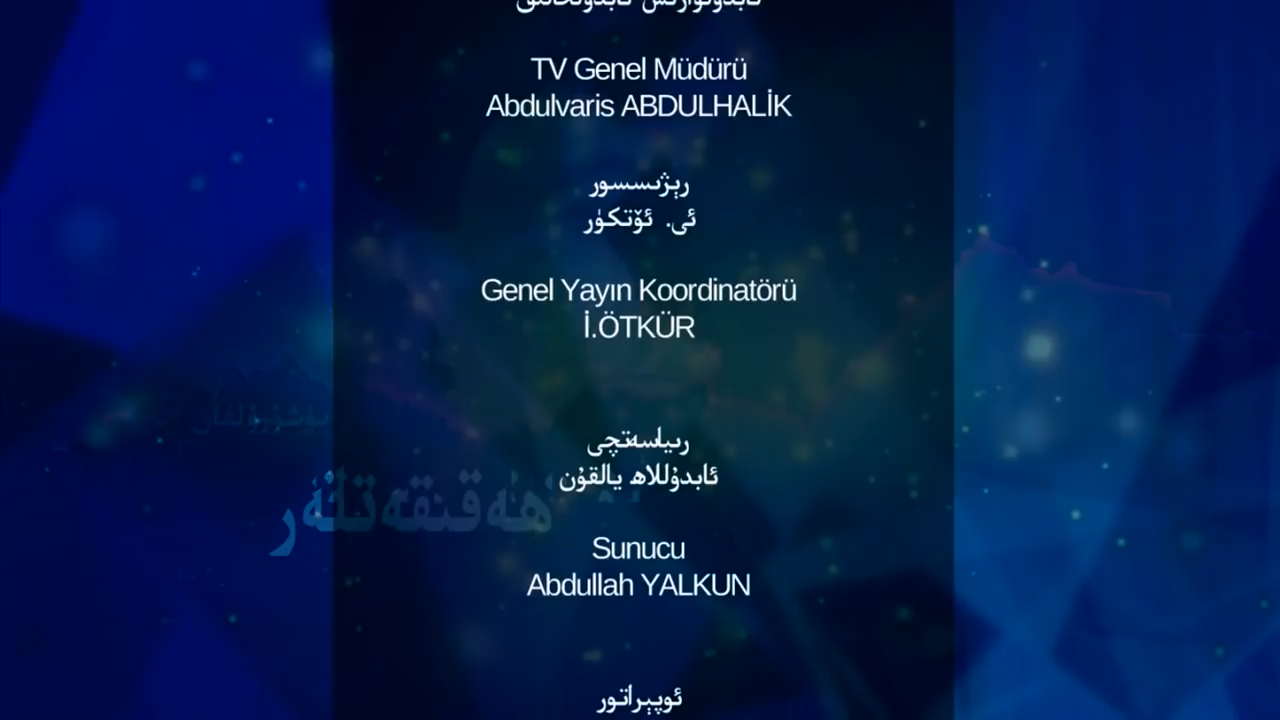 TV Genel Müdürü
Abdulvaris ABDULHALİK
رېژىسسور
ئى. ئۆتكۈر
Genel Yayın Koordinatörü
İ.ÖTKÜR
رىياسەتچى
ئابدۇللاھ يالقۇن
ھەقىقەتلەر
Sunucu
Abdullah YALKUN
ئوپېراتور